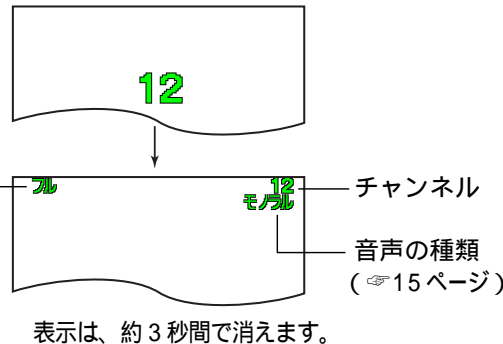 12
フル
12
モノラル
チャンネル
音声の種類
(☞15ページ)
表示は、約3秒間で消えます。